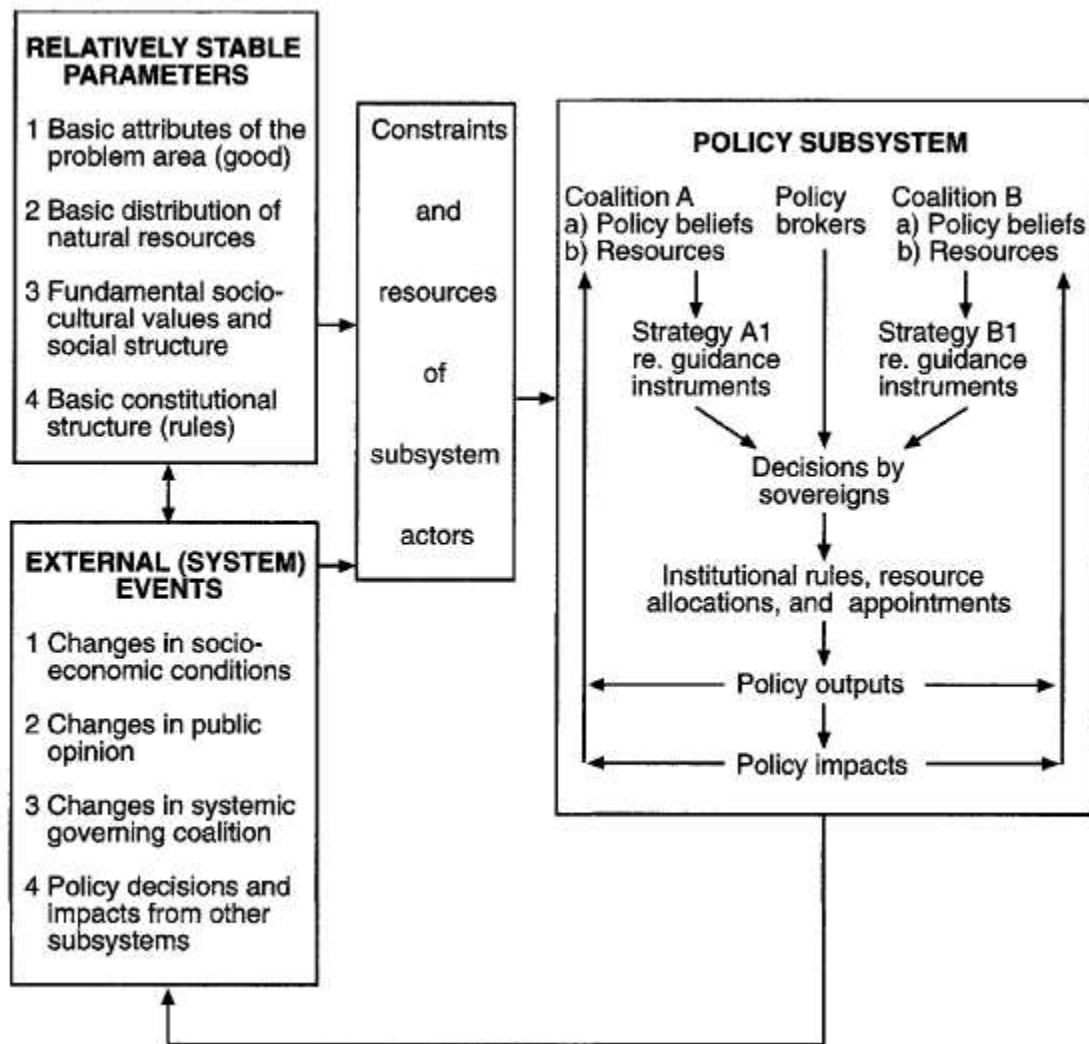 RELATIVELY STABLE
PARAMETERS
1 Basic attributes of the
problem area (good)
2 Basic distribution of
natural resources
3 Fundamental socio-
cultural values and
social structure
4 Basic constitutional
structure (rules)
EXTERNAL (SYSTEM)
EVENTS
1 Changes in socio-
economic conditions
2 Changes in public
opinion
3 Changes in systemic
governing coalition
4 Policy decisions and
impacts from other
subsystems
Constraints
and
resources
of
subsystem
actors
POLICY SUBSYSTEM
Coalition A
a) Policy beliefs
b) Resources
Policy
brokers
Coalition B
a) Policy beliefs
b) Resources
Strategy A1
re. guidance
instruments
Strategy B1
re. guidance
instruments
Decisions by
sovereigns
Institutional rules, resource
allocations, and appointments
Policy outputs
Policy impacts